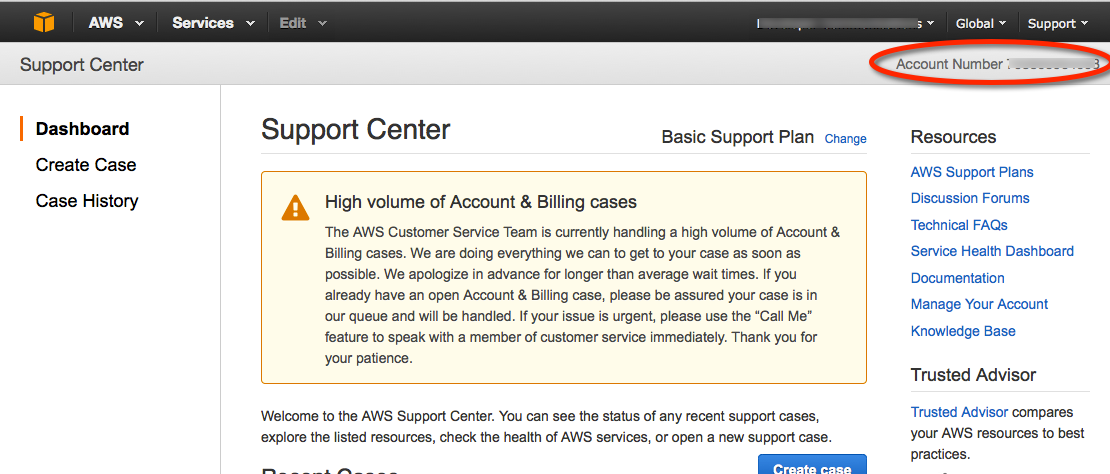 AWS Services Edit Global Support
Support Center Account Number
Dashboard
Create Case
Case History
Support Center
Basic Support Plan Change
High volume of Account & Billing cases
The AWS Customer Service Team is currently handling a high volume of Account &
Billing cases. We are doing everything we can to get to your case as soon as
possible. We apologize in advance for longer than average wait times. If you
already have an open Account & Billing case, please be assured your case is in
our queue and will be handled. If your issue is urgent, please use the “Call Me”
feature to speak with a member of customer service immediately. Thank you for
your patience.
Welcome to the AWS Support Center. You can see the status of any recent support cases,
explore the listed resources, check the health of AWS services, or open a new support case.
Recent Cases
Create case
Resources
AWS Support Plans
Discussion Forums
Technical FAQs
Service Health Dashboard
Documentation
Manage Your Account
Knowledge Base
Trusted Advisor
Trusted Advisor compares
your AWS resources to best
practices.